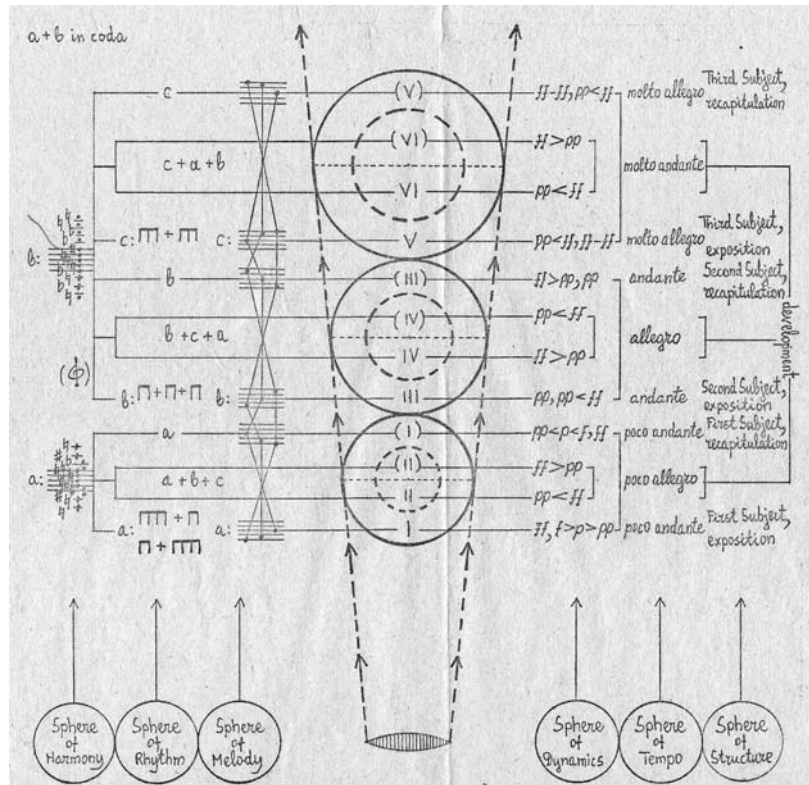 a+b in coda
c (V) ff-ff, pp<ff molto allegro Third Subject,
recapitulation
(VI) ff>pp
c+a+b molto andante
VI pp<ff
b: c: c: V pp<ff, ff-ff molto allegro Third Subject,
exposition
b (III) ff>pp, pp andante Second Subject,
recapitulation
(IV) pp<ff
b+c+a allegro development
IV ff>pp
b: b: III pp, pp<ff andante Second Subject,
exposition
a (I) pp<p<f, ff poco andante First Subject,
recapitulation
(II) ff>pp
a: a+b+c poco allegro
II pp<ff
a: a: I ff, f>p>pp poco andante First Subject,
exposition
Sphere of Harmony
Sphere of Rhythm
Sphere of Melody
Sphere of Dynamics
Sphere of Tempo
Sphere of Structure